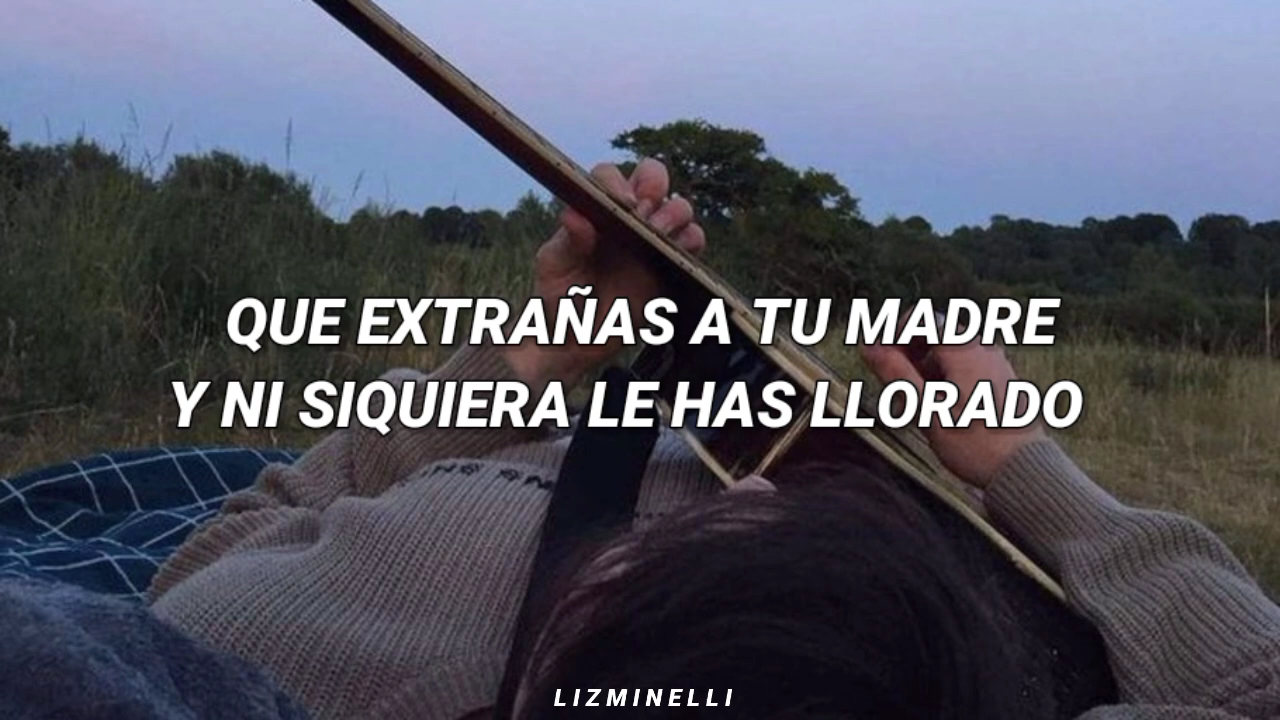 QUE EXTRAÑAS A TU MADRE
Y NI SIQUIERA LE HAS LLORADO
LIZMINELLI